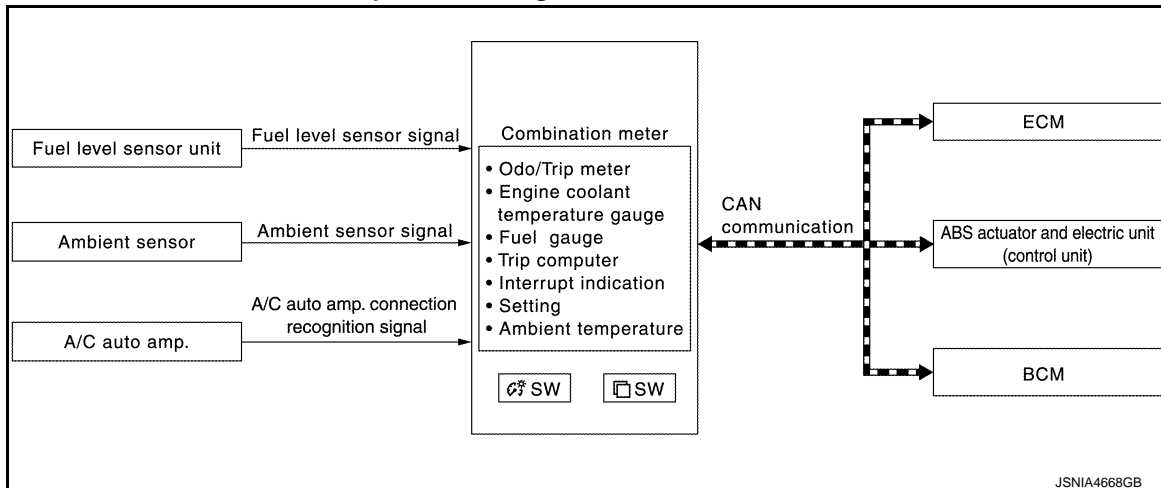 Fuel level sensor unit
Fuel level sensor signal
Ambient sensor
Ambient sensor signal
A/C auto amp.
A/C auto amp. connection
recognition signal
Combination meter
• Odo/Trip meter
• Engine coolant
temperature gauge
• Fuel gauge
• Trip computer
• Interrupt indication
• Setting
• Ambient temperature
SW
SW
CAN
communication
ECM
ABS actuator and electric unit
(control unit)
BCM
JSNIA4668GB